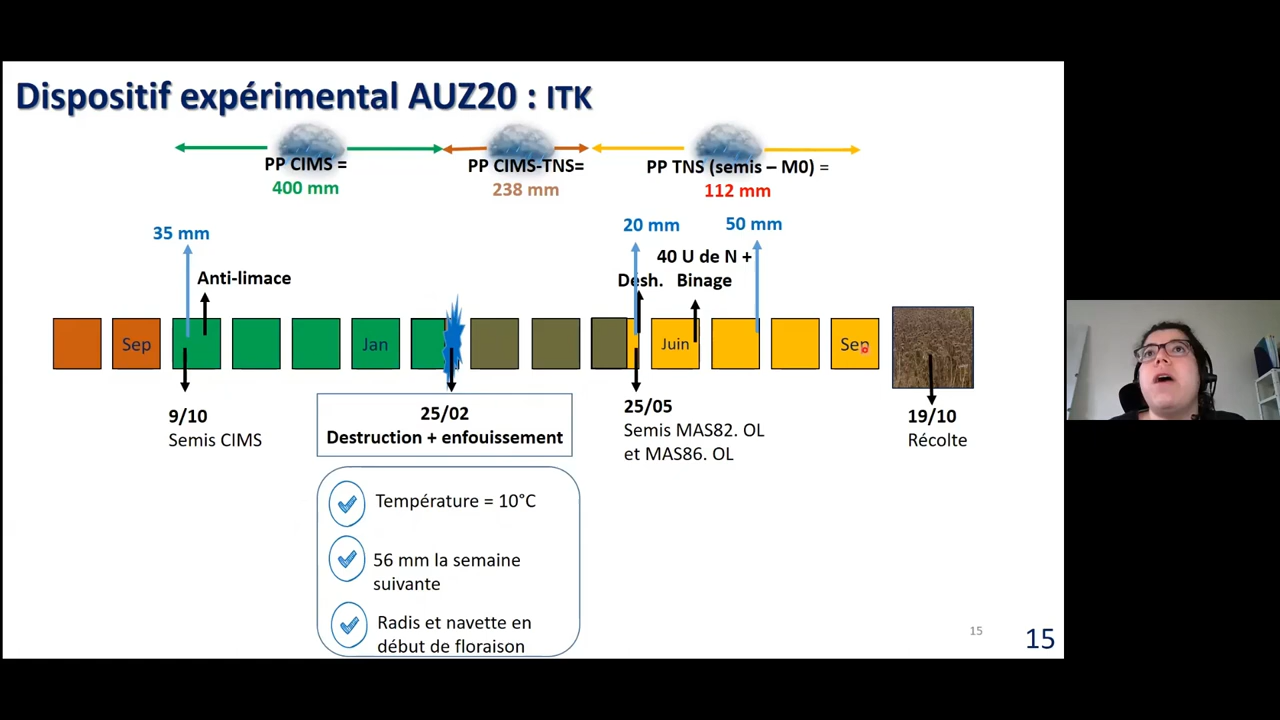 Dispositif expérimental AUZ20 : ITK
PP CIMS =
400 mm
PP CIMS-TNS=
238 mm
PP TNS (semis – M0) =
112 mm
35 mm
20 mm
50 mm
Anti-limace
40 U de N +
Désh. Binage
Sep
Jan
Juin
Sep
9/10
Semis CIMS
25/02
Destruction + enfouissement
25/05
Semis MAS82. OL
et MAS86. OL
19/10
Récolte
Température = 10°C
56 mm la semaine
suivante
Radis et navette en
début de floraison
15
15